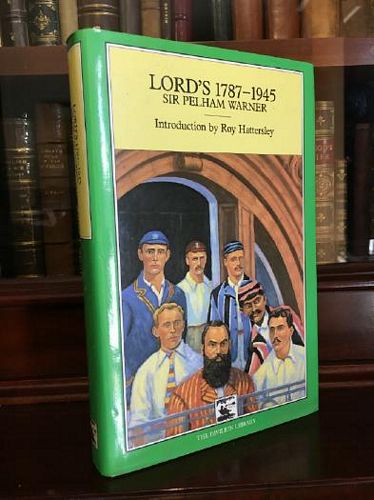 LORD'S 1787–1945
SIR PELHAM WARNER
Introduction by Roy Hattersley
THE PAVILION LIBRARY